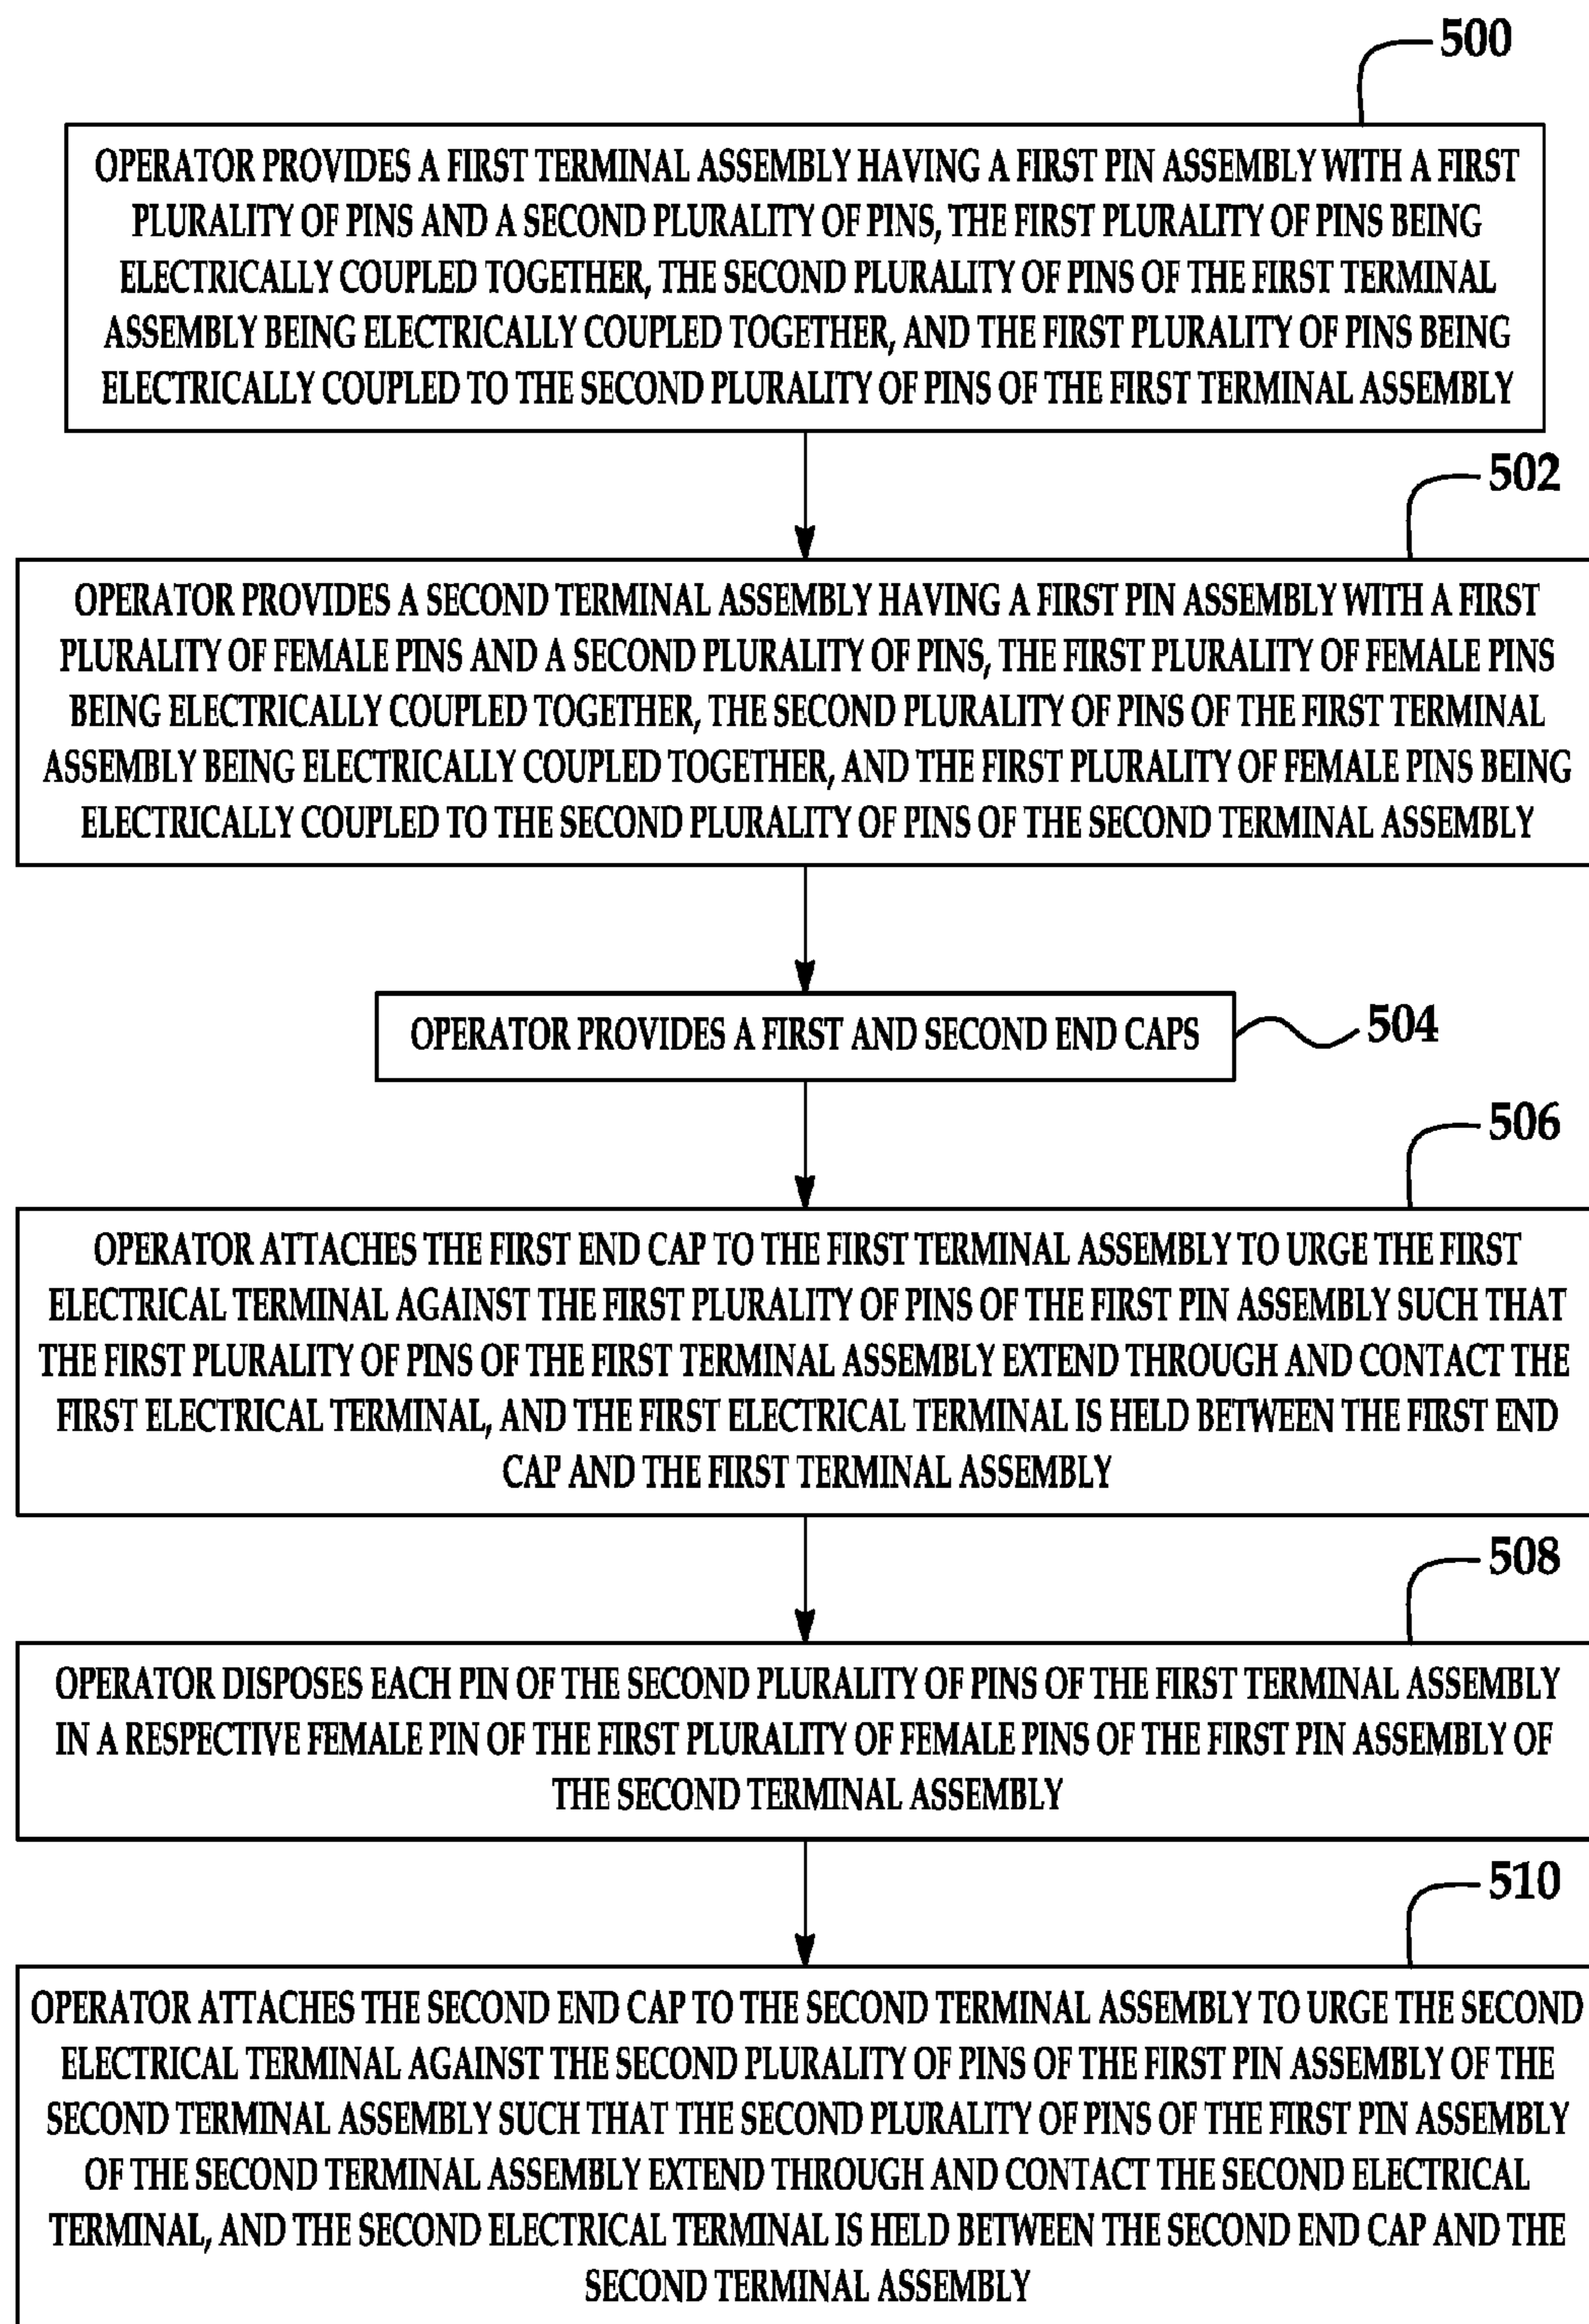 500
OPERATOR PROVIDES A FIRST TERMINAL ASSEMBLY HAVING A FIRST PIN ASSEMBLY WITH A FIRST
PLURALITY OF PINS AND A SECOND PLURALITY OF PINS, THE FIRST PLURALITY OF PINS BEING
ELECTRICALLY COUPLED TOGETHER, THE SECOND PLURALITY OF PINS OF THE FIRST TERMINAL
ASSEMBLY BEING ELECTRICALLY COUPLED TOGETHER, AND THE FIRST PLURALITY OF PINS BEING
ELECTRICALLY COUPLED TO THE SECOND PLURALITY OF PINS OF THE FIRST TERMINAL ASSEMBLY
502
OPERATOR PROVIDES A SECOND TERMINAL ASSEMBLY HAVING A FIRST PIN ASSEMBLY WITH A FIRST
PLURALITY OF FEMALE PINS AND A SECOND PLURALITY OF PINS, THE FIRST PLURALITY OF FEMALE PINS
BEING ELECTRICALLY COUPLED TOGETHER, THE SECOND PLURALITY OF PINS OF THE FIRST TERMINAL
ASSEMBLY BEING ELECTRICALLY COUPLED TOGETHER, AND THE FIRST PLURALITY OF FEMALE PINS BEING
ELECTRICALLY COUPLED TO THE SECOND PLURALITY OF PINS OF THE SECOND TERMINAL ASSEMBLY
OPERATOR PROVIDES A FIRST AND SECOND END CAPS
504
506
OPERATOR ATTACHES THE FIRST END CAP TO THE FIRST TERMINAL ASSEMBLY TO URGE THE FIRST
ELECTRICAL TERMINAL AGAINST THE FIRST PLURALITY OF PINS OF THE FIRST PIN ASSEMBLY SUCH THAT
THE FIRST PLURALITY OF PINS OF THE FIRST TERMINAL ASSEMBLY EXTEND THROUGH AND CONTACT THE
FIRST ELECTRICAL TERMINAL, AND THE FIRST ELECTRICAL TERMINAL IS HELD BETWEEN THE FIRST END
CAP AND THE FIRST TERMINAL ASSEMBLY
508
OPERATOR DISPOSES EACH PIN OF THE SECOND PLURALITY OF PINS OF THE FIRST TERMINAL ASSEMBLY
IN A RESPECTIVE FEMALE PIN OF THE FIRST PLURALITY OF FEMALE PINS OF THE FIRST PIN ASSEMBLY OF
THE SECOND TERMINAL ASSEMBLY
510
OPERATOR ATTACHES THE SECOND END CAP TO THE SECOND TERMINAL ASSEMBLY TO URGE THE SECOND
ELECTRICAL TERMINAL AGAINST THE SECOND PLURALITY OF PINS OF THE FIRST PIN ASSEMBLY OF THE
SECOND TERMINAL ASSEMBLY SUCH THAT THE SECOND PLURALITY OF PINS OF THE FIRST PIN ASSEMBLY
OF THE SECOND TERMINAL ASSEMBLY EXTEND THROUGH AND CONTACT THE SECOND ELECTRICAL
TERMINAL, AND THE SECOND ELECTRICAL TERMINAL IS HELD BETWEEN THE SECOND END CAP AND THE
SECOND TERMINAL ASSEMBLY